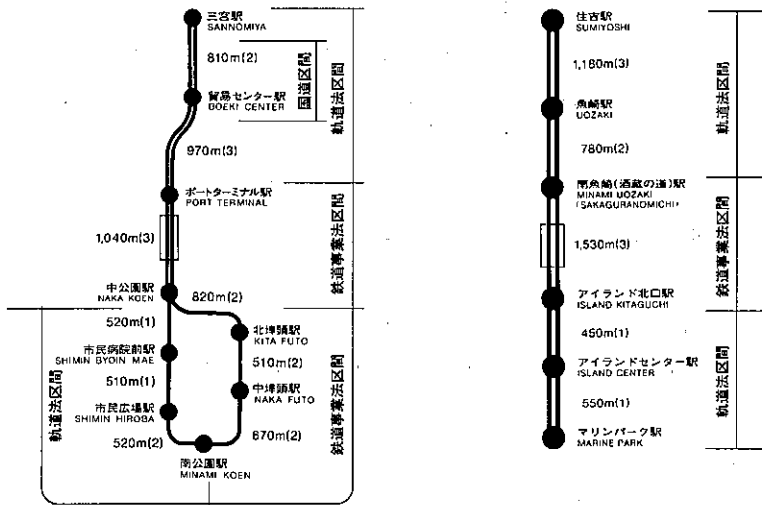 三宮駅
SANNOMIYA
810m(2)
国道区間
軌道法区間
貿易センター駅
BOEKI CENTER
970m(3)
ポートターミナル駅
PORT TERMINAL
1,040m(3)
鉄道事業法区間
中公園駅
NAKA KOEN
820m(2)
520m(1)
北埠頭駅
KITA FUTO
市民病院前駅
SHIMIN BYOIN MAE
510m(2)
510m(1)
中埠頭駅
NAKA FUTO
軌道法区間
市民広場駅
SHIMIN HIROBA
鉄道事業法区間
520m(2)
670m(2)
南公園駅
MINAMI KOEN
住吉駅
SUMIYOSHI
1,180m(3)
軌道法区間
魚崎駅
UOZAKI
780m(2)
南魚崎(酒蔵の道)駅
MINAMI UOZAKI
(SAKAGURANOMICHI)
1,530m(3)
鉄道事業法区間
アイランド北口駅
ISLAND KITAGUCHI
450m(1)
アイランドセンター駅
ISLAND CENTER
軌道法区間
550m(1)
マリンパーク駅
MARINE PARK